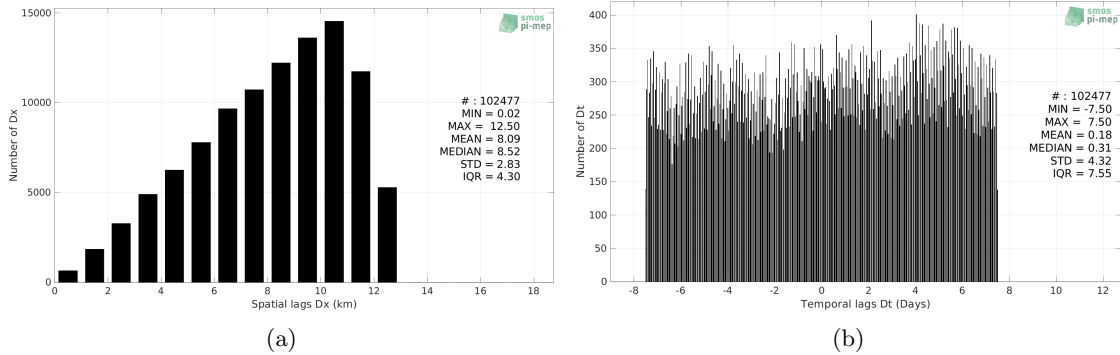 smos
pi-mep
15000
10000
5000
0
Number of Dx
# : 102477
MIN = 0.02
MAX = 12.50
MEAN = 8.09
MEDIAN = 8.52
STD = 2.83
IQR = 4.30
0 2 4 6 8 10 12 14 16 18
Spatial lags Dx (km)
(a)
smos
pi-mep
400
350
300
250
200
150
100
50
0
Number of Dt
# : 102477
MIN = -7.50
MAX = 7.50
MEAN = 0.18
MEDIAN = 0.31
STD = 4.32
IQR = 7.55
-8 -6 -4 -2 0 2 4 6 8 10 12
Temporal lags Dt (Days)
(b)